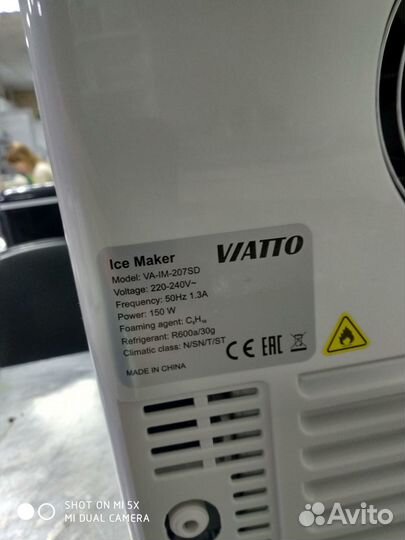 Ice Maker
VIATTO
Model: VA-IM-207SD
Voltage: 220-240V~
Frequency: 50Hz 1.3A
Power: 150 W
Foaming agent: C₅H₁₀
Refrigerant: R600a/30g
Climatic class: N/SN/T/ST
CE EAC
MADE IN CHINA
SHOT ON MI 5X
MI DUAL CAMERA
Avito